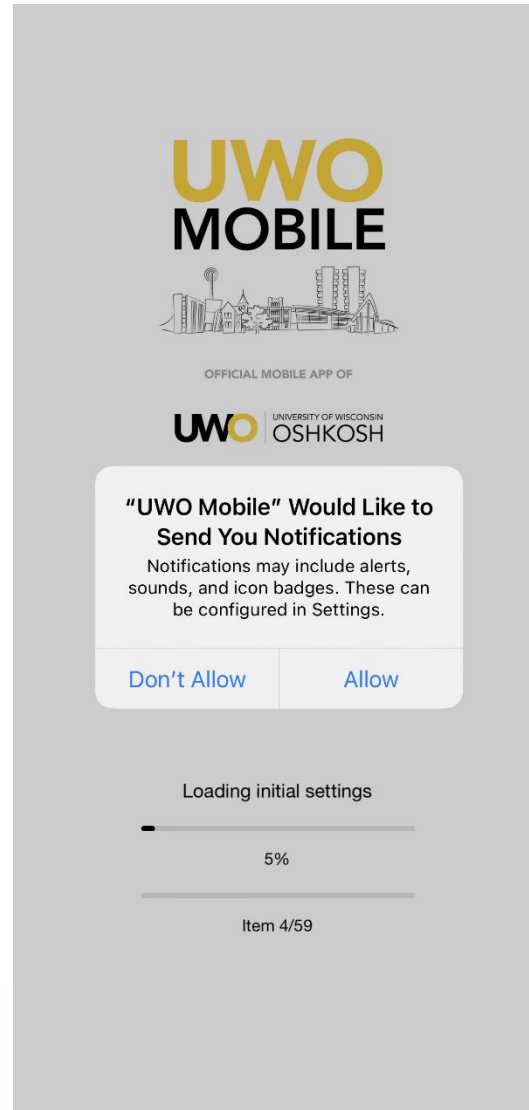 UWO
MOBILE
OFFICIAL MOBILE APP OF
UWO UNIVERSITY OF WISCONSIN
OSHKOSH
“UWO Mobile” Would Like to
Send You Notifications
Notifications may include alerts,
sounds, and icon badges. These can
be configured in Settings.
Don’t Allow Allow
Loading initial settings
5%
Item 4/59